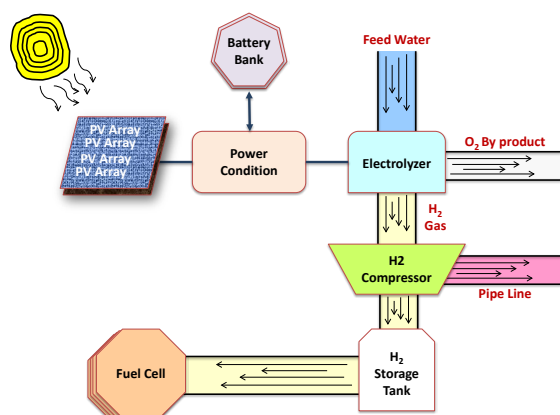 Battery
Bank
Feed Water
PV Array
PV Array
PV Array
PV Array
Power
Condition
Electrolyzer
O₂ By product
H₂
Gas
H2
Compressor
Pipe Line
Fuel Cell
H₂
Storage
Tank